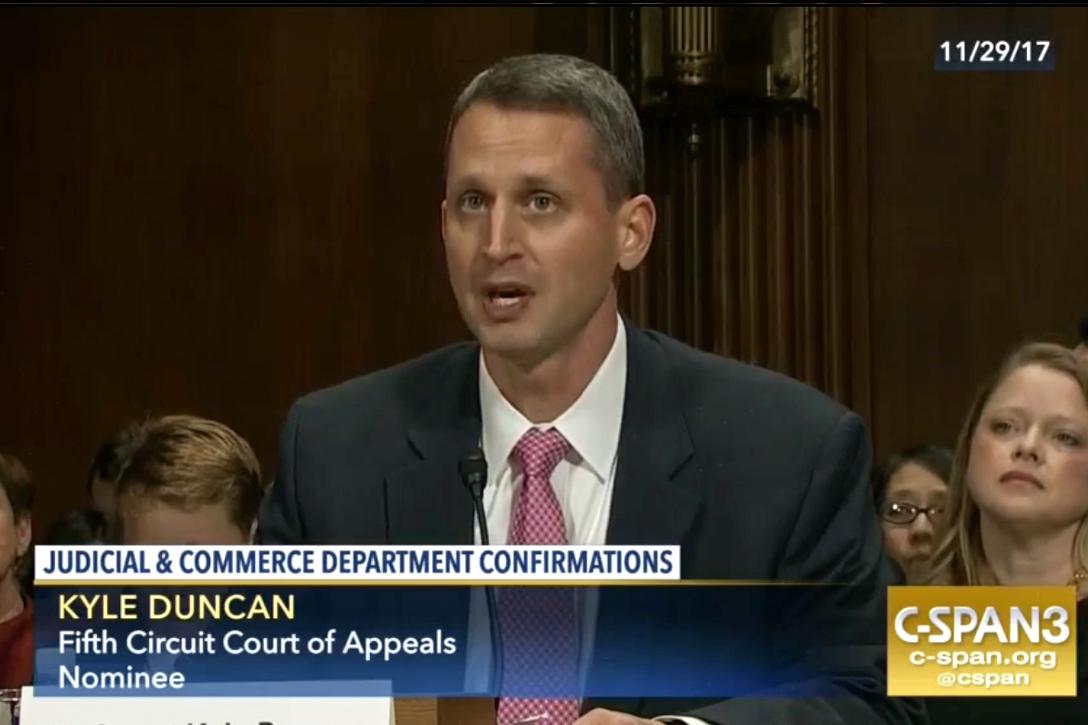 11/29/17
JUDICIAL & COMMERCE DEPARTMENT CONFIRMATIONS
KYLE DUNCAN
Fifth Circuit Court of Appeals
Nominee
C-SPAN3
c-span.org
@cspan